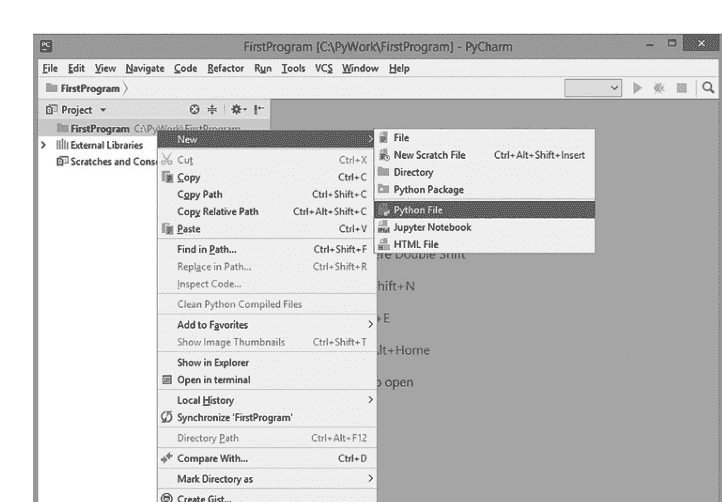 PC FirstProgram [C:\PyWork\FirstProgram] - PyCharm
File Edit View Navigate Code Refactor Run Tools VCS Window Help
FirstProgram
Project
FirstProgram C:\PyWork\FirstProgram
External Libraries
Scratches and Cons
New
Cut Ctrl+X
Copy Ctrl+C
Copy Path Ctrl+Shift+C
Copy Relative Path Ctrl+Alt+Shift+C
Paste Ctrl+V
Find in Path... Ctrl+Shift+F
Replace in Path... Ctrl+Shift+R
Inspect Code...
Clean Python Compiled Files
Add to Favorites
Show Image Thumbnails Ctrl+Shift+T
Show in Explorer
Open in terminal
Local History
Synchronize 'FirstProgram'
Directory Path Ctrl+Alt+F12
Compare With... Ctrl+D
Mark Directory as
Create Gist...
File
New Scratch File Ctrl+Alt+Shift+Insert
Directory
Python Package
Python File
Jupyter Notebook
HTML File
ere Double Shift
hift+N
+E
lt+Home
o open